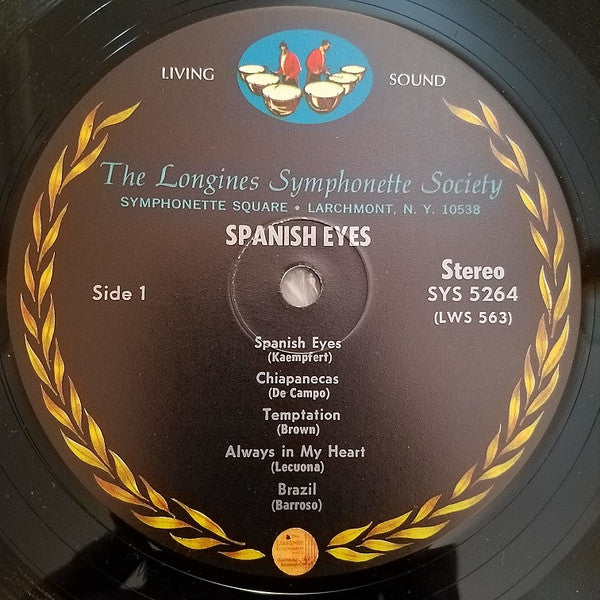 LIVING SOUND
The Longines Symphonette Society
SYMPHONETTE SQUARE • LARCHMONT, N. Y. 10538
SPANISH EYES
Side 1
Stereo
SYS 5264
(LWS 563)
Spanish Eyes
(Kaempfert)
Chiapanecas
(De Campo)
Temptation
(Brown)
Always in My Heart
(Lecuona)
Brazil
(Barroso)